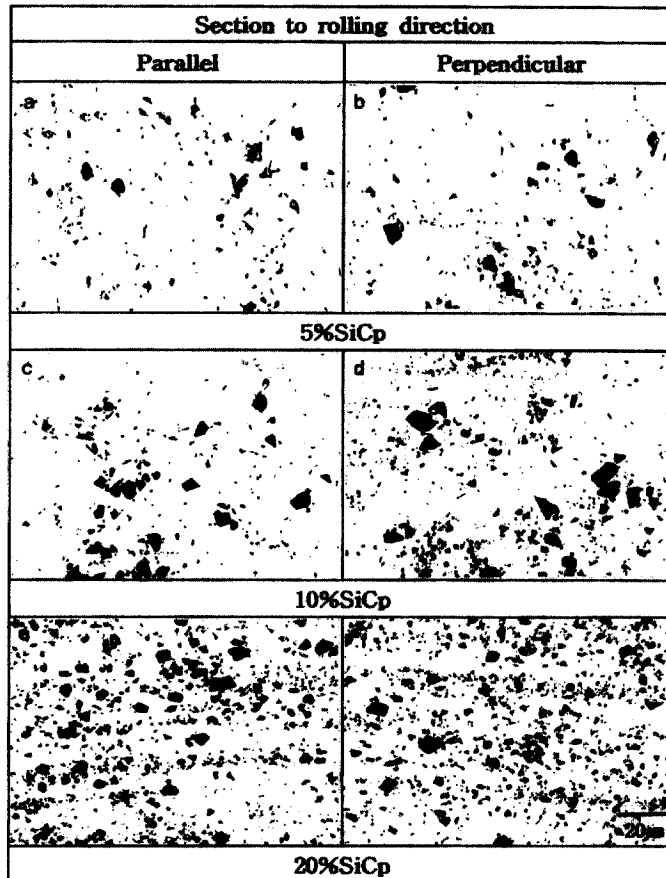 Section to rolling direction
Parallel Perpendicular
a b
5%SiCp
c d
10%SiCp
20µm
20%SiCp